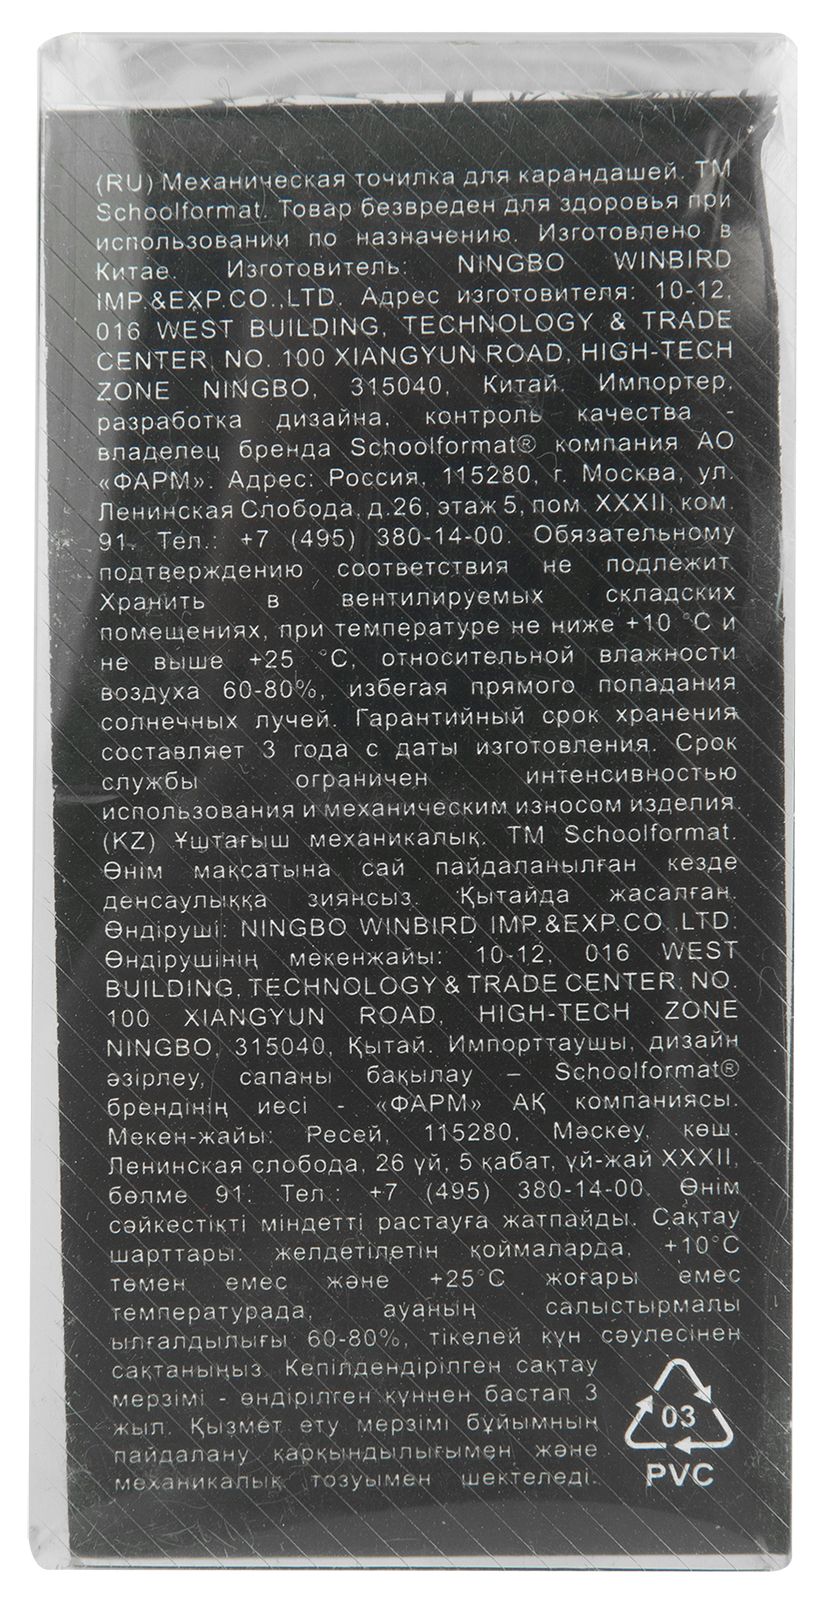 (RU) Механическая точилка для карандашей. ТМ
Schoolformat. Товар безвреден для здоровья при
использовании по назначению. Изготовлено в
Китае. Изготовитель: NINGBO WINBIRD
IMP.&EXP.CO.,LTD. Адрес изготовителя: 10-12,
016 WEST BUILDING, TECHNOLOGY & TRADE
CENTER, NO. 100 XIANGYUN ROAD, HIGH-TECH
ZONE NINGBO, 315040, Китай. Импортер,
разработка дизайна, контроль качества -
владелец бренда Schoolformat® компания АО
«ФАРМ». Адрес: Россия, 115280, г. Москва, ул.
Ленинская Слобода, д.26, этаж 5, пом. XXXII, ком.
91. Тел.: +7 (495) 380-14-00. Обязательному
подтверждению соответствия не подлежит.
Хранить в вентилируемых складских
помещениях, при температуре не ниже +10 °С и
не выше +25 °С, относительной влажности
воздуха 60-80%, избегая прямого попадания
солнечных лучей. Гарантийный срок хранения
составляет 3 года с даты изготовления. Срок
службы ограничен интенсивностью
использования и механическим износом изделия.
(KZ) Ұштағыш механикалық. ТМ Schoolformat.
Өнім мақсатына сай пайдаланылған кезде
денсаулыққа зиянсыз. Қытайда жасалған.
Өндіруші: NINGBO WINBIRD IMP.&EXP.CO.,LTD.
Өндірушінің мекенжайы: 10-12, 016 WEST
BUILDING, TECHNOLOGY & TRADE CENTER, NO.
100 XIANGYUN ROAD, HIGH-TECH ZONE
NINGBO, 315040, Қытай. Импорттаушы, дизайн
әзірлеу, сапаны бақылау – Schoolformat®
брендінің иесі - «ФАРМ» АҚ компаниясы.
Мекен-жайы: Ресей, 115280, Мәскеу, көш.
Ленинская слобода, 26 үй, 5 қабат, үй-жай XXXII,
бөлме 91. Тел.: +7 (495) 380-14-00. Өнім
сәйкестікті міндетті растауға жатпайды. Сақтау
шарттары: желдетілетін қоймаларда, +10°С
төмен емес және +25°С жоғары емес
температурада, ауаның салыстырмалы
ылғалдылығы 60-80%, тікелей күн сәулесінен
сақтаныңыз. Кепілдендірілген сақтау
мерзімі - өндірілген күннен бастап 3
жыл. Қызмет ету мерзімі бұйымның
пайдалану қарқындылығымен және
механикалық тозуымен шектеледі.
03
PVC